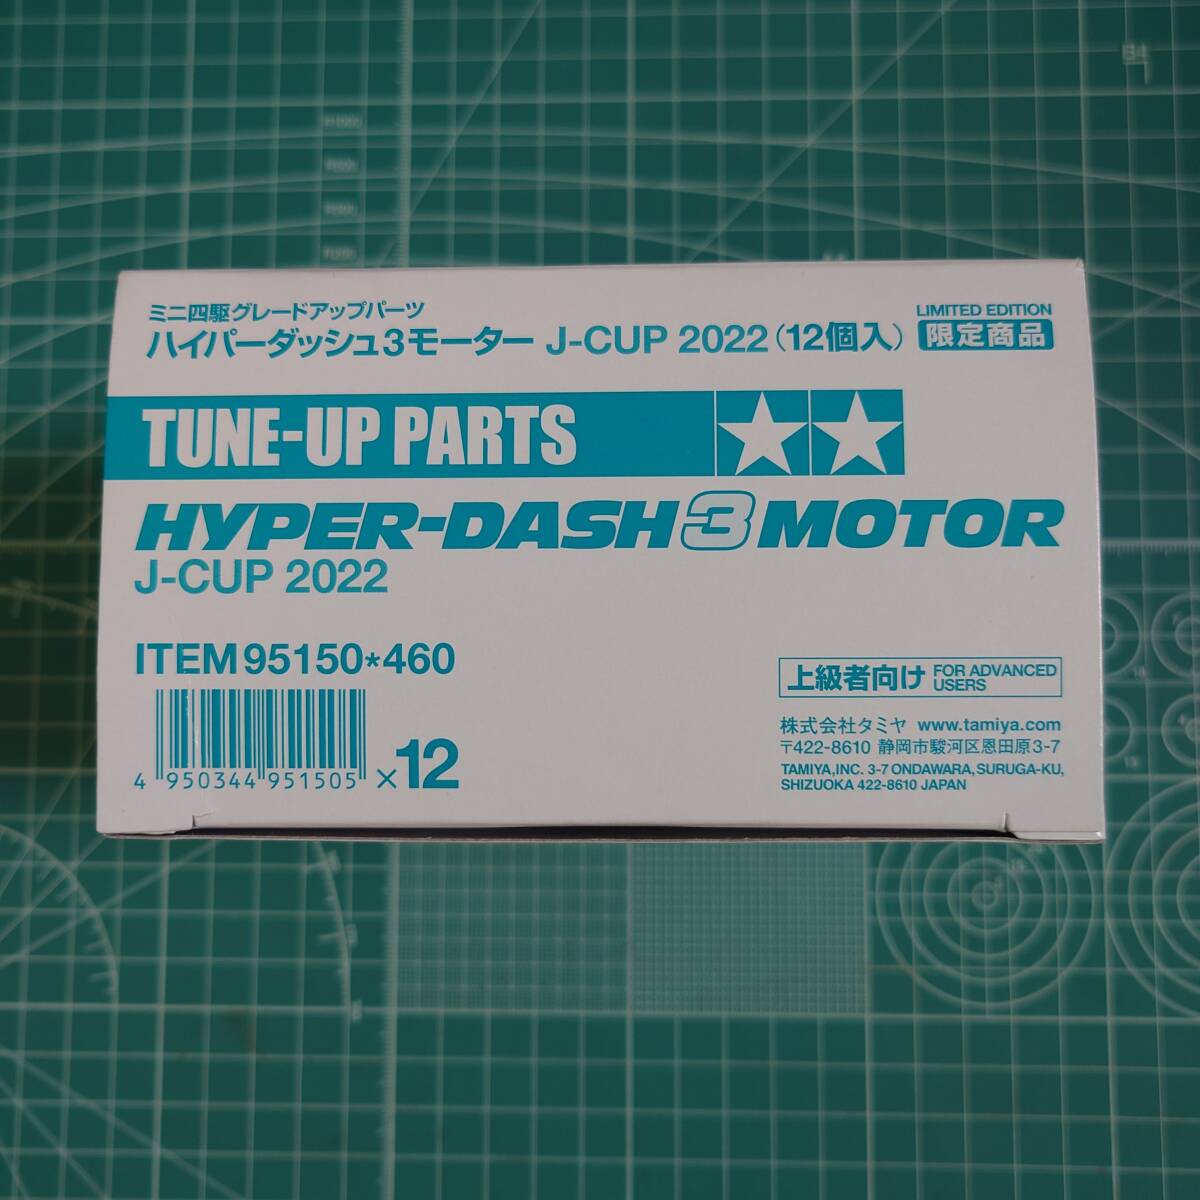 ミニ四駆グレードアップパーツ
ハイパーダッシュ3モーター J-CUP 2022(12個入)
LIMITED EDITION
限定商品
TUNE-UP PARTS
HYPER-DASH3 MOTOR
J-CUP 2022
ITEM 95150*460
4 950344 951505 ×12
上級者向け FOR ADVANCED
USERS
株式会社タミヤ www.tamiya.com
〒422-8610 静岡市駿河区恩田原3-7
TAMIYA,INC. 3-7 ONDAWARA, SURUGA-KU,
SHIZUOKA 422-8610 JAPAN